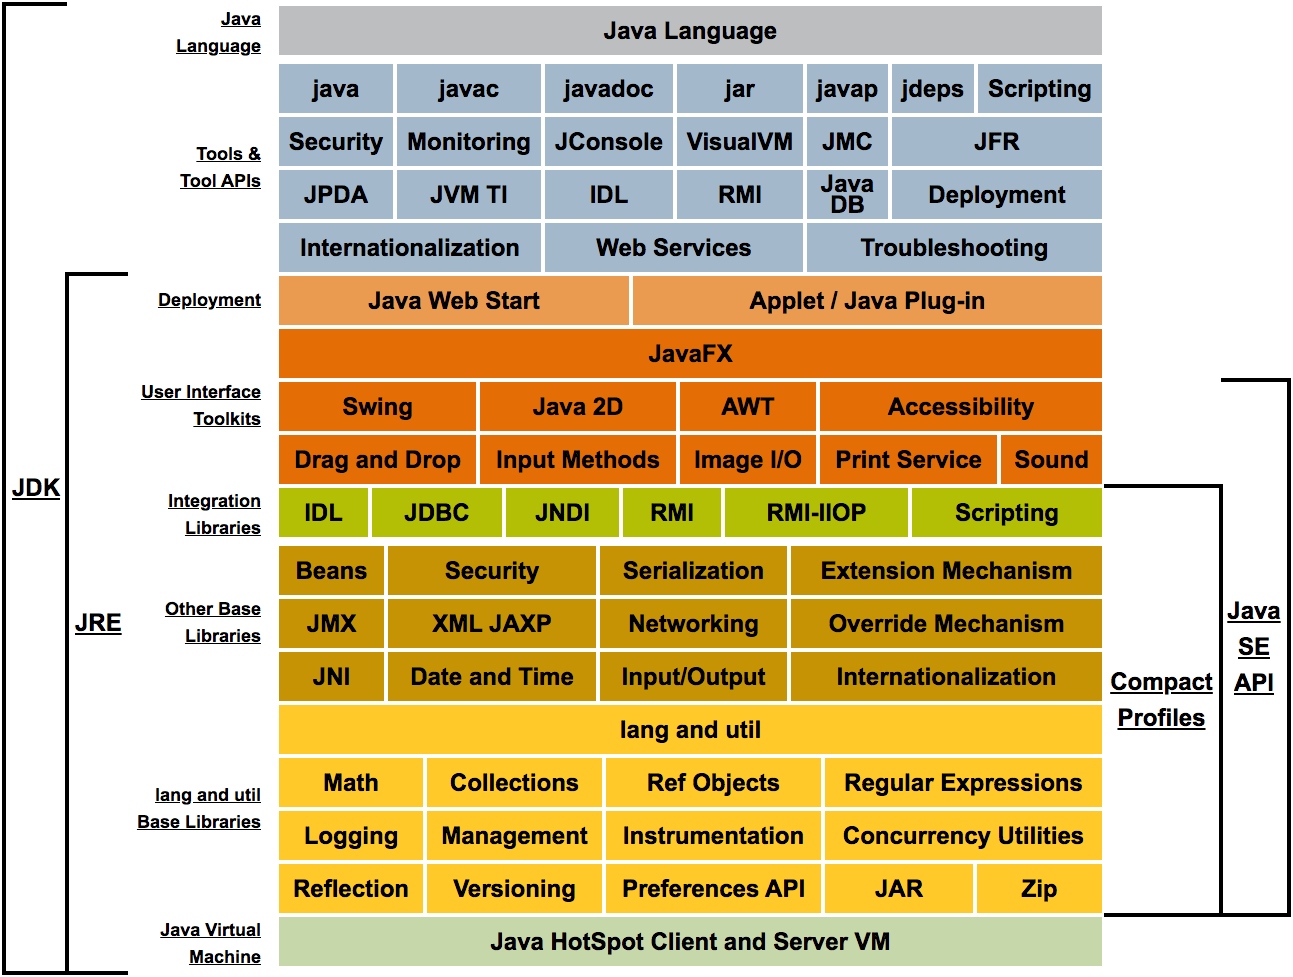 Java
Language
Java Language
Tools &
Tool APIs
java javac javadoc jar javap jdeps Scripting
Security Monitoring JConsole VisualVM JMC JFR
JPDA JVM TI IDL RMI Java DB Deployment
Internationalization Web Services Troubleshooting
Deployment
Java Web Start Applet / Java Plug-in
JavaFX
User Interface
Toolkits
Swing Java 2D AWT Accessibility
Drag and Drop Input Methods Image I/O Print Service Sound
JDK
Integration
Libraries
IDL JDBC JNDI RMI RMI-IIOP Scripting
Beans Security Serialization Extension Mechanism
JRE
Other Base
Libraries
JMX XML JAXP Networking Override Mechanism
JNI Date and Time Input/Output Internationalization
Java
SE
API
Compact
Profiles
lang and util
lang and util
Base Libraries
Math Collections Ref Objects Regular Expressions
Logging Management Instrumentation Concurrency Utilities
Reflection Versioning Preferences API JAR Zip
Java Virtual
Machine
Java HotSpot Client and Server VM